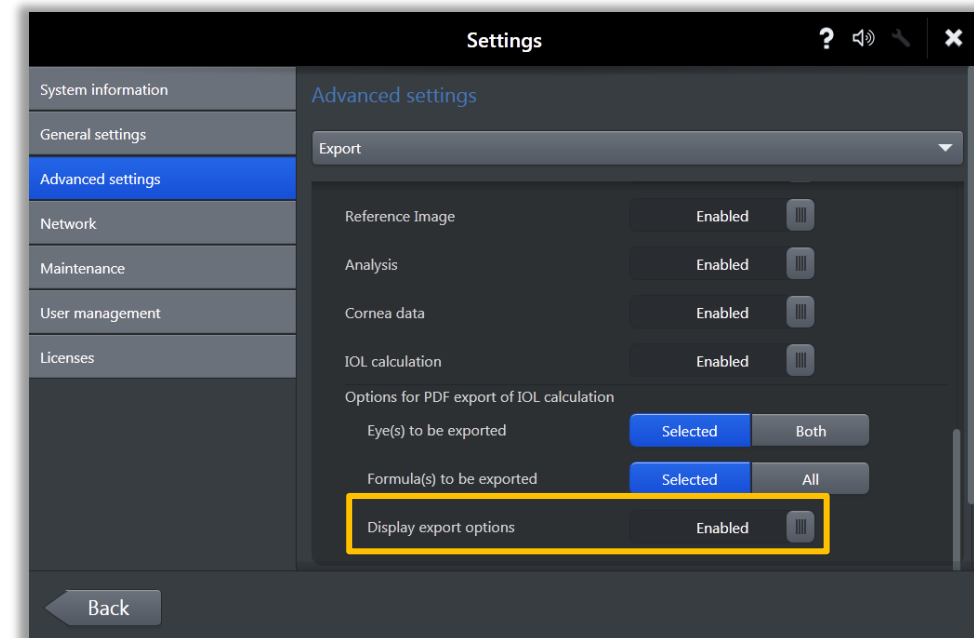 Settings
?
System information
General settings
Advanced settings
Network
Maintenance
User management
Licenses
Advanced settings
Export
Reference Image Enabled
Analysis Enabled
Cornea data Enabled
IOL calculation Enabled
Options for PDF export of IOL calculation
Eye(s) to be exported Selected Both
Formula(s) to be exported Selected All
Display export options Enabled
Back